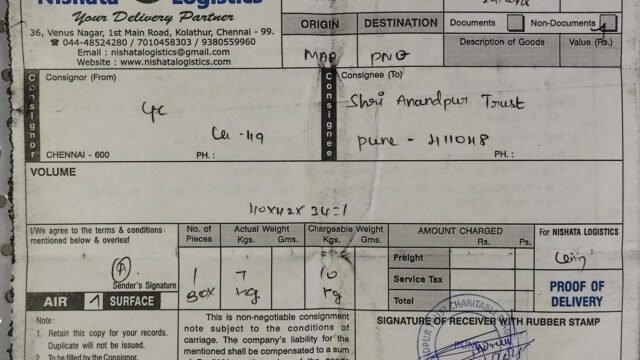 Nishata Logistics
Your Delivery Partner
36, Venus Nagar, 1st Main Road, Kolathur, Chennai - 99.
044-48524280 / 7010458303 / 9380559960
Email : nishatalogistics@gmail.com
Website : www.nishatalogistics.com
ORIGIN DESTINATION
MAA PNQ
Documents Non-Documents
Description of Goods Value (Rs.)
Consignor
Consignor (From)
CHENNAI - 600 PH. :
Consignee
Consignee (To)
Shri Anandpur Trust
Pune - 411048
PH. :
VOLUME
40x42x34=1
I/We agree to the terms & conditions
mentioned below & overleaf
Sender's Signature
AIR SURFACE
No. of Pieces Actual Weight Kgs. Gms. Chargeable Weight Kgs. Gms.
1 7 10
Box Kg Kg
AMOUNT CHARGED Rs. Ps.
Freight
Service Tax
Total
For NISHATA LOGISTICS
PROOF OF
DELIVERY
Note :
1. Retain this copy for your records.
Duplicate will not be issued.
2. To be filled by the Consignor
This is non-negotiable consignment
note subject to the conditions of
carriage. The company's liability for
the mentioned shall be compensated to a sum
SIGNATURE OF RECEIVER WITH RUBBER STAMP